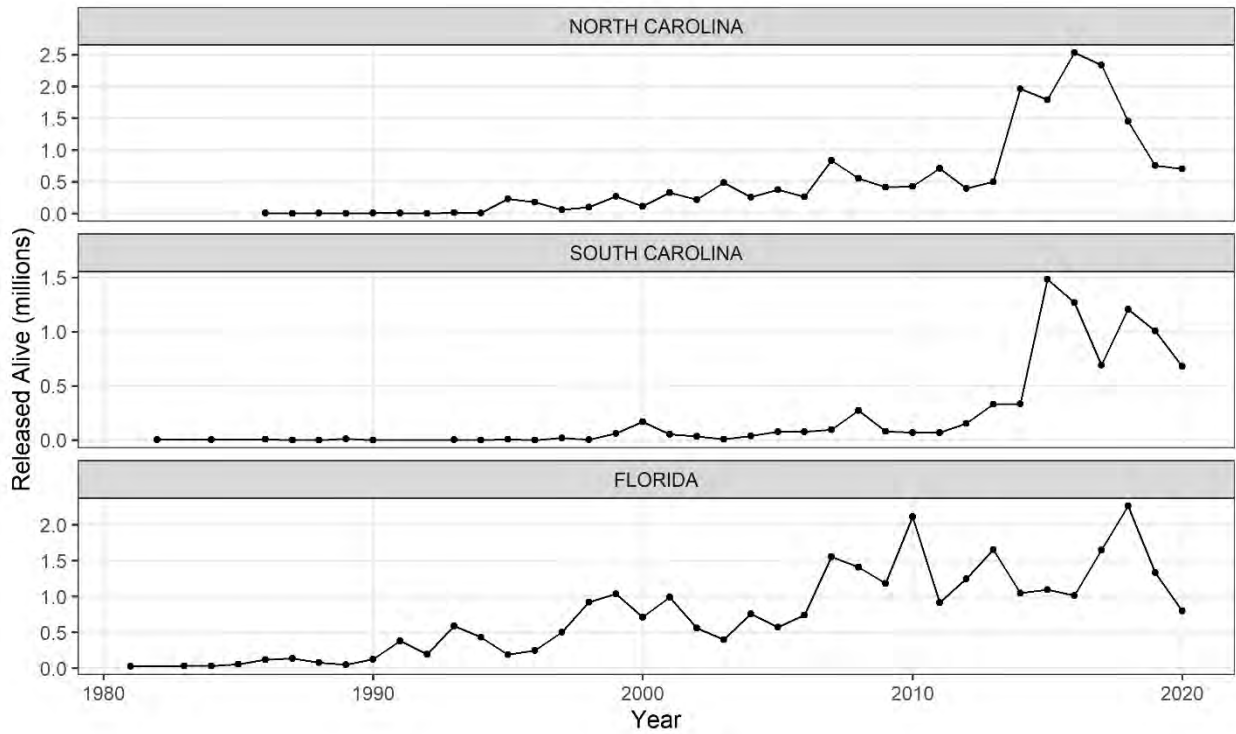 NORTH CAROLINA
2.5
2.0
1.5
1.0
0.5
0.0
SOUTH CAROLINA
1.5
1.0
0.5
0.0
FLORIDA
2.0
1.5
1.0
0.5
0.0
Released Alive (millions)
1980 1990 2000 2010 2020
Year